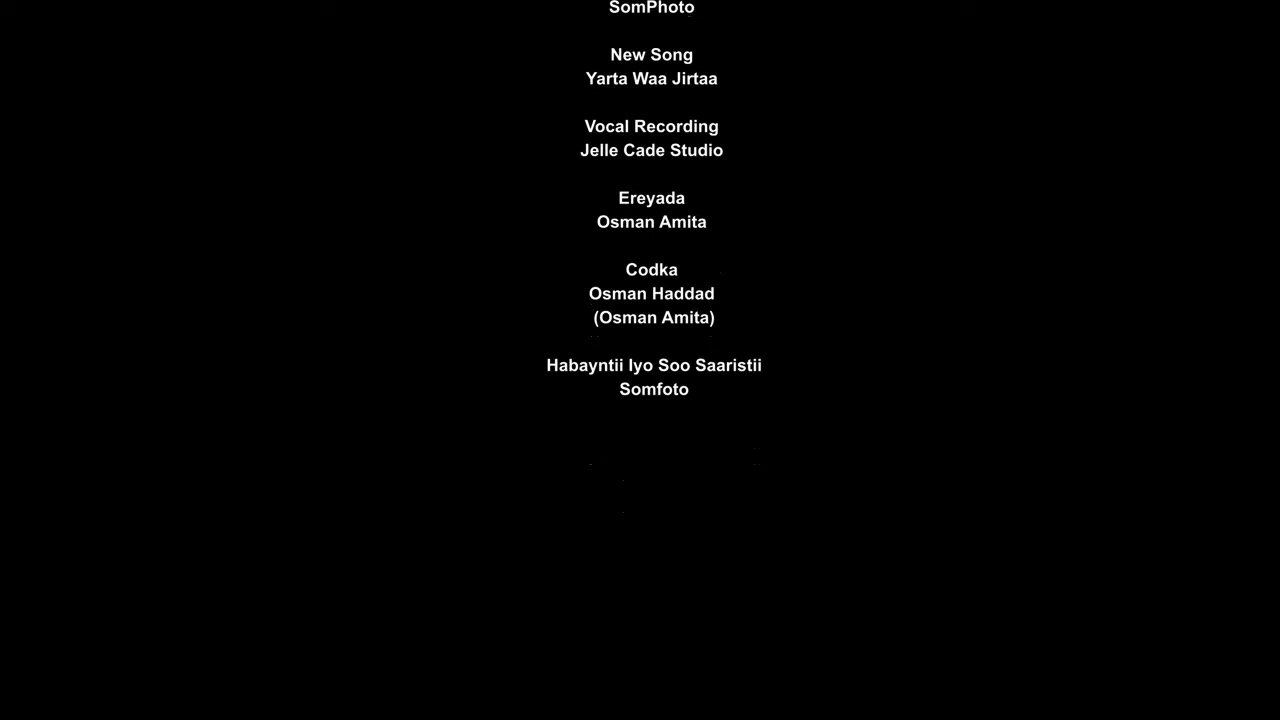 SomPhoto
New Song
Yarta Waa Jirtaa
Vocal Recording
Jelle Cade Studio
Ereyada
Osman Amita
Codka
Osman Haddad
(Osman Amita)
Habayntii Iyo Soo Saaristii
Somfoto